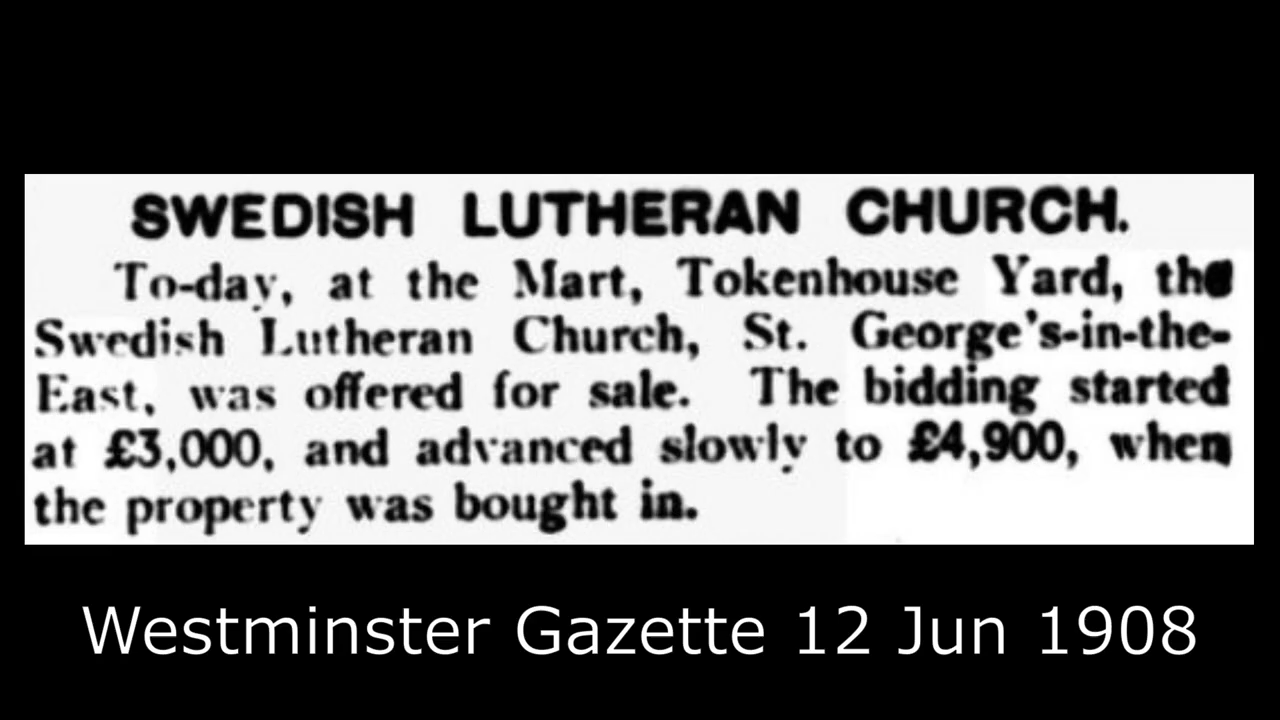 SWEDISH LUTHERAN CHURCH.
To-day, at the Mart, Tokenhouse Yard, the
Swedish Lutheran Church, St. George's-in-the-
East, was offered for sale. The bidding started
at £3,000, and advanced slowly to £4,900, when
the property was bought in.
Westminster Gazette 12 Jun 1908